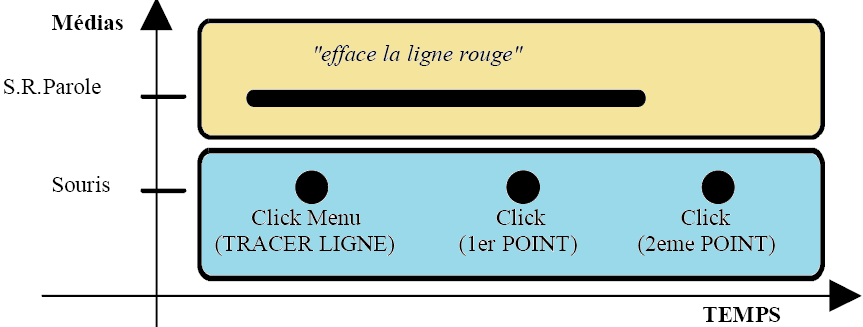 Médias
"efface la ligne rouge"
S.R.Parole
Souris
Click Menu
(TRACER LIGNE)
Click
(1er POINT)
Click
(2eme POINT)
TEMPS